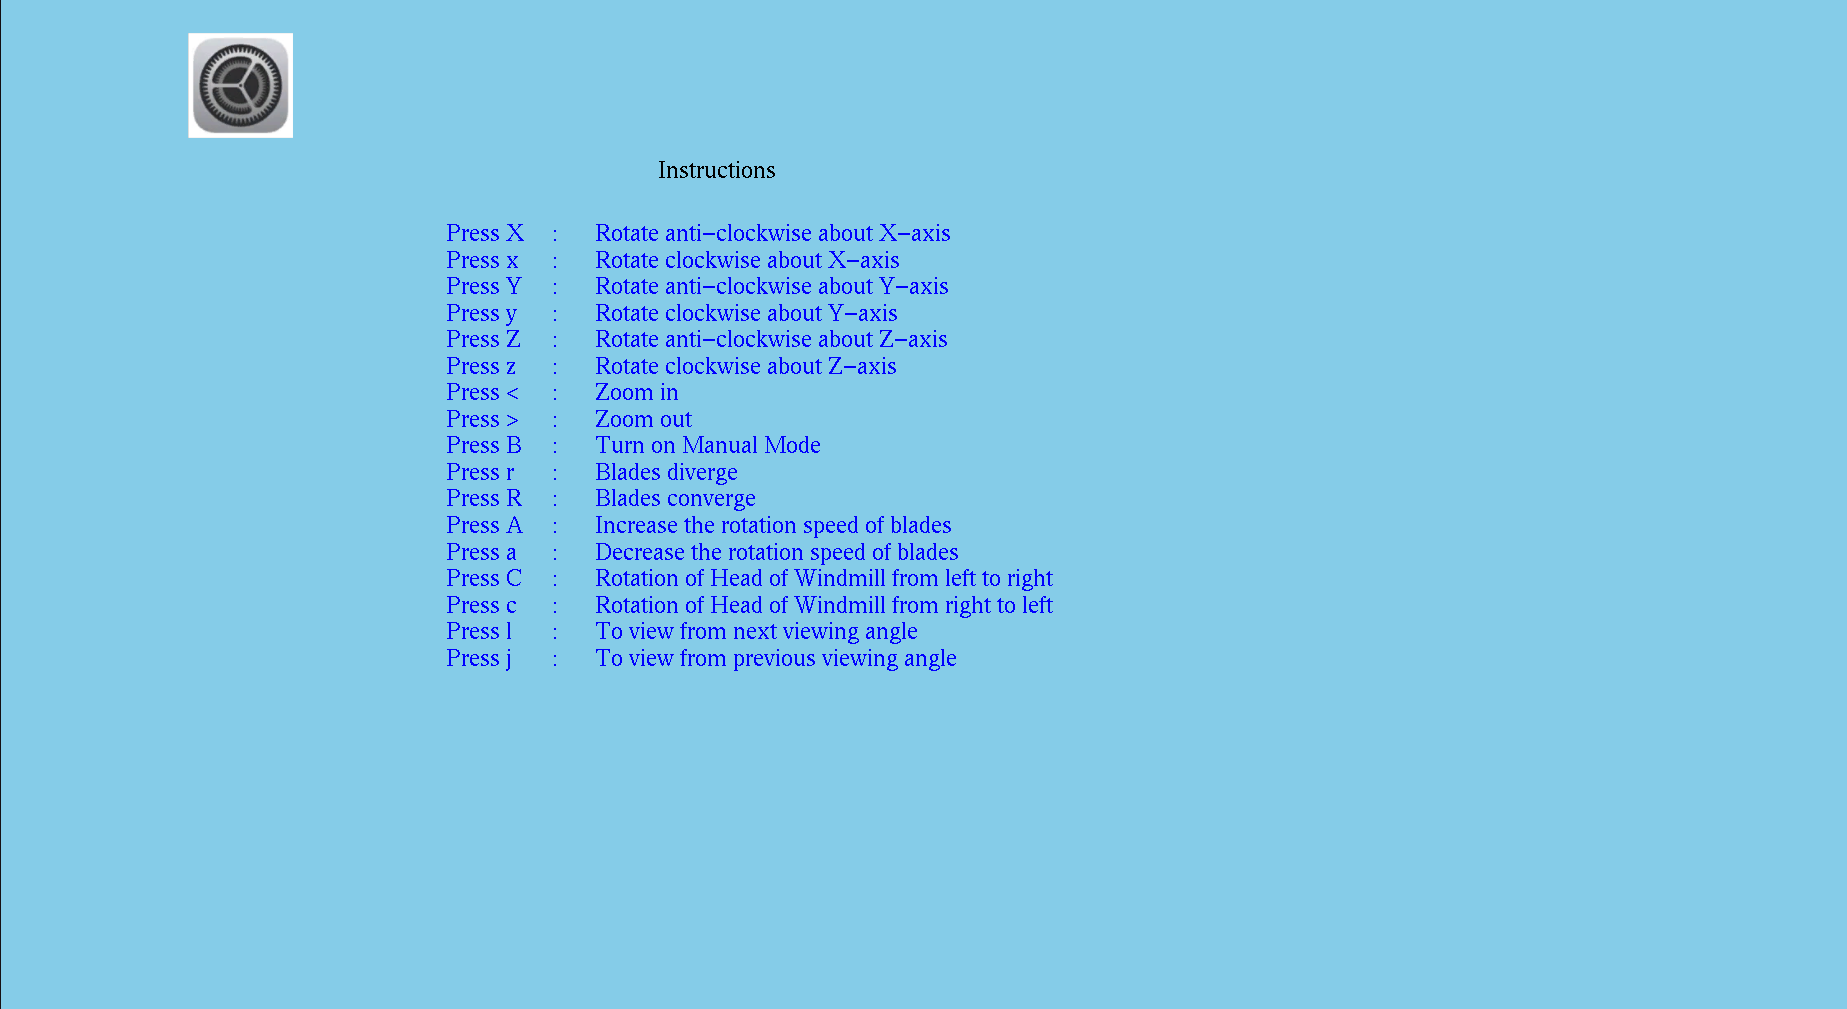 Instructions
Press X : Rotate anti-clockwise about X-axis
Press x : Rotate clockwise about X-axis
Press Y : Rotate anti-clockwise about Y-axis
Press y : Rotate clockwise about Y-axis
Press Z : Rotate anti-clockwise about Z-axis
Press z : Rotate clockwise about Z-axis
Press < : Zoom in
Press > : Zoom out
Press B : Turn on Manual Mode
Press r : Blades diverge
Press R : Blades converge
Press A : Increase the rotation speed of blades
Press a : Decrease the rotation speed of blades
Press C : Rotation of Head of Windmill from left to right
Press c : Rotation of Head of Windmill from right to left
Press l : To view from next viewing angle
Press j : To view from previous viewing angle